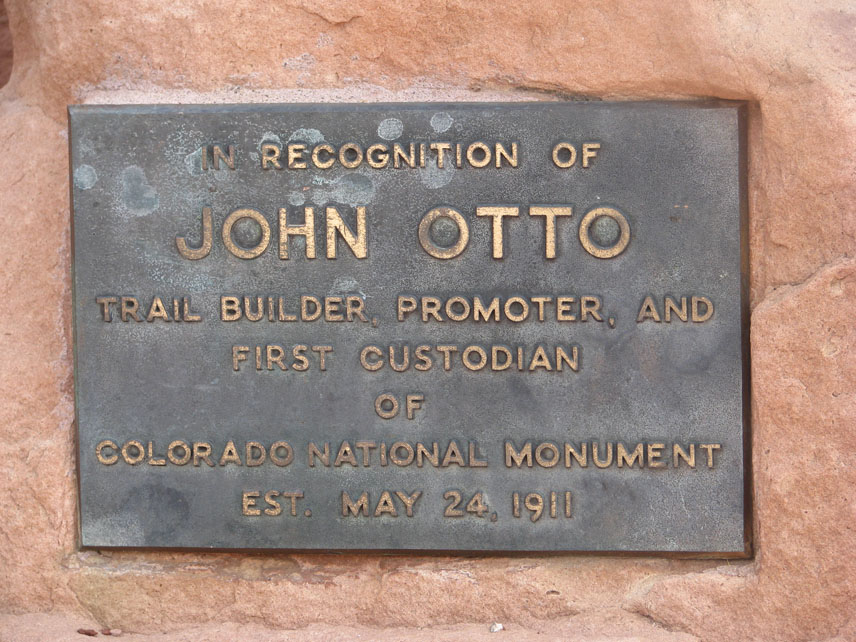 IN RECOGNITION OF
JOHN OTTO
TRAIL BUILDER, PROMOTER, AND
FIRST CUSTODIAN
OF
COLORADO NATIONAL MONUMENT
EST. MAY 24, 1911